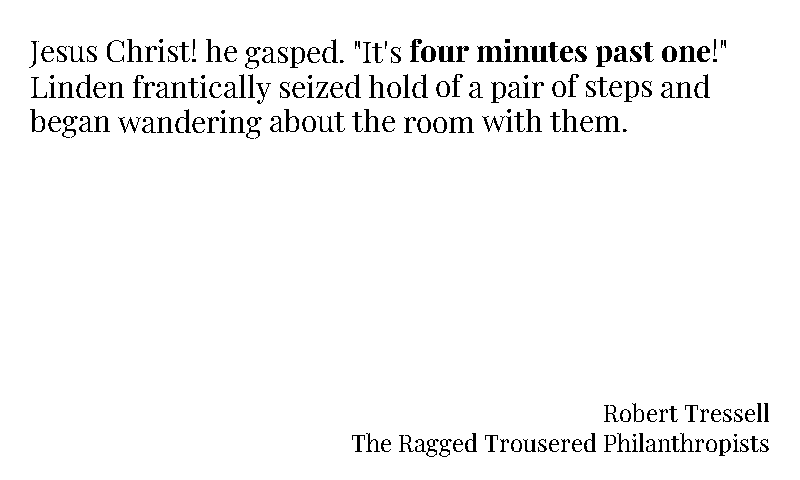 Jesus Christ! he gasped. "It's four minutes past one!"
Linden frantically seized hold of a pair of steps and
began wandering about the room with them.
Robert Tressell
The Ragged Trousered Philanthropists